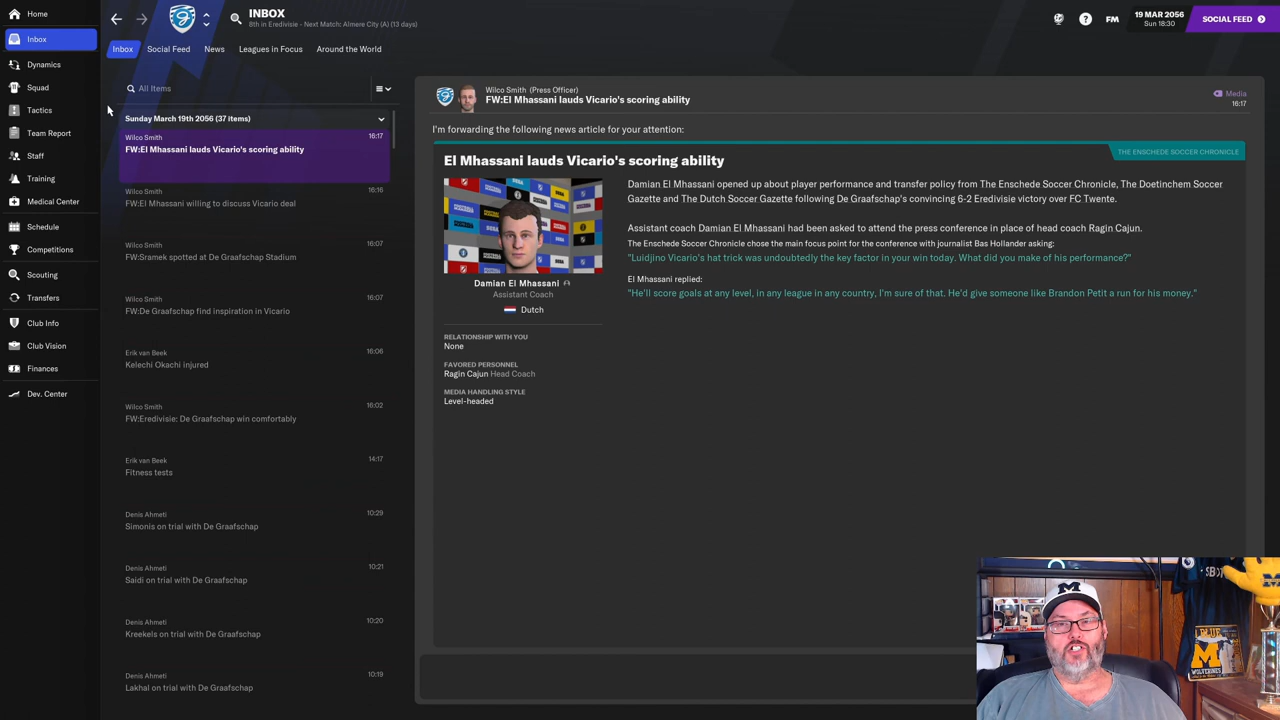 Home
Inbox
Dynamics
Squad
Tactics
Team Report
Staff
Training
Medical Center
Schedule
Competitions
Scouting
Transfers
Club Info
Club Vision
Finances
Dev. Center
INBOX
8th in Eredivisie - Next Match: Almere City (A) (13 days)
FM
19 MAR 2056
Sun 18:30
SOCIAL FEED
Inbox
Social Feed
News
Leagues in Focus
Around the World
All Items
Sunday March 19th 2056 (37 items)
Wilco Smith 16:17
FW:El Mhassani lauds Vicario's scoring ability
Wilco Smith 16:16
FW:El Mhassani willing to discuss Vicario deal
Wilco Smith 16:07
FW:Sramek spotted at De Graafschap Stadium
Wilco Smith 16:07
FW:De Graafschap find inspiration in Vicario
Erik van Beek 16:06
Kelechi Okachi injured
Wilco Smith 16:02
FW:Eredivisie: De Graafschap win comfortably
Erik van Beek 14:17
Fitness tests
Denis Ahmeti 10:29
Simonis on trial with De Graafschap
Denis Ahmeti 10:21
Saidi on trial with De Graafschap
Denis Ahmeti 10:20
Kreekels on trial with De Graafschap
Denis Ahmeti 10:19
Lakhal on trial with De Graafschap
Wilco Smith (Press Officer)
FW:El Mhassani lauds Vicario's scoring ability
Media
16:17
I'm forwarding the following news article for your attention:
El Mhassani lauds Vicario's scoring ability
THE ENSCHEDE SOCCER CHRONICLE
Damian El Mhassani
Assistant Coach
Dutch
RELATIONSHIP WITH YOU
None
FAVORED PERSONNEL
Ragin Cajun Head Coach
MEDIA HANDLING STYLE
Level-headed
Damian El Mhassani opened up about player performance and transfer policy from The Enschede Soccer Chronicle, The Doetinchem Soccer
Gazette and The Dutch Soccer Gazette following De Graafschap's convincing 6-2 Eredivisie victory over FC Twente.
Assistant coach Damian El Mhassani had been asked to attend the press conference in place of head coach Ragin Cajun.
The Enschede Soccer Chronicle chose the main focus point for the conference with journalist Bas Hollander asking:
"Luidjino Vicario's hat trick was undoubtedly the key factor in your win today. What did you make of his performance?"
El Mhassani replied:
"He'll score goals at any level, in any league in any country, I'm sure of that. He'd give someone like Brandon Petit a run for his money."
M
BLUE
M
WOLVERINES